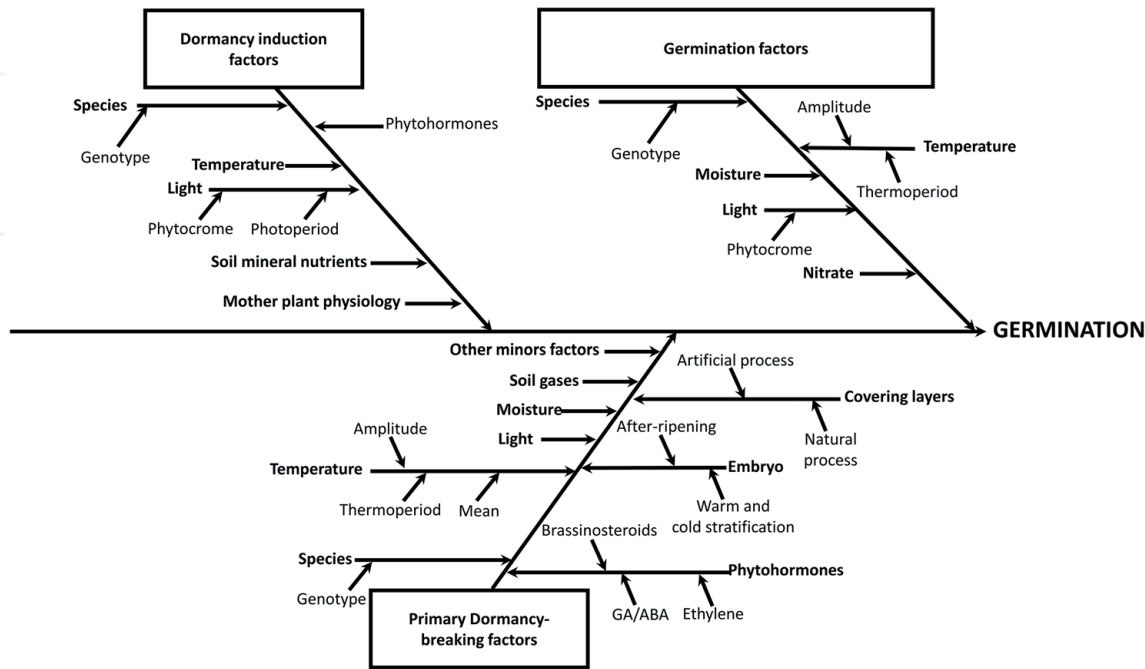 Dormancy induction
factors
Germination factors
Species
Genotype
Phytohormones
Temperature
Light
Phytocrome
Photoperiod
Soil mineral nutrients
Mother plant physiology
Species
Genotype
Amplitude
Temperature
Thermoperiod
Moisture
Light
Phytocrome
Nitrate
GERMINATION
Other minors factors
Soil gases
Moisture
Light
Amplitude
Temperature
Thermoperiod
Mean
Species
Genotype
Artificial process
Covering layers
Natural
process
After-ripening
Embryo
Warm and
cold stratification
Brassinosteroids
Phytohormones
GA/ABA
Ethylene
Primary Dormancy-
breaking factors